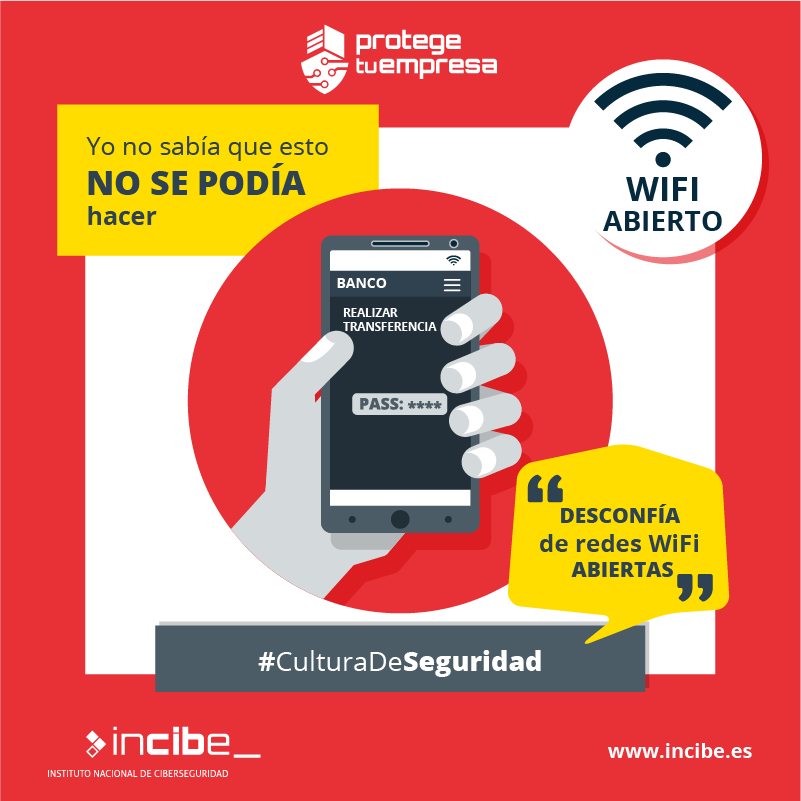 protege
tuempresa
Yo no sabía que esto
NO SE PODÍA
hacer
WIFI
ABIERTO
BANCO
REALIZAR
TRANSFERENCIA
PASS: ****
“
DESCONFÍA
de redes WiFi
ABIERTAS
”
#CulturaDeSeguridad
incibe_
INSTITUTO NACIONAL DE CIBERSEGURIDAD
www.incibe.es